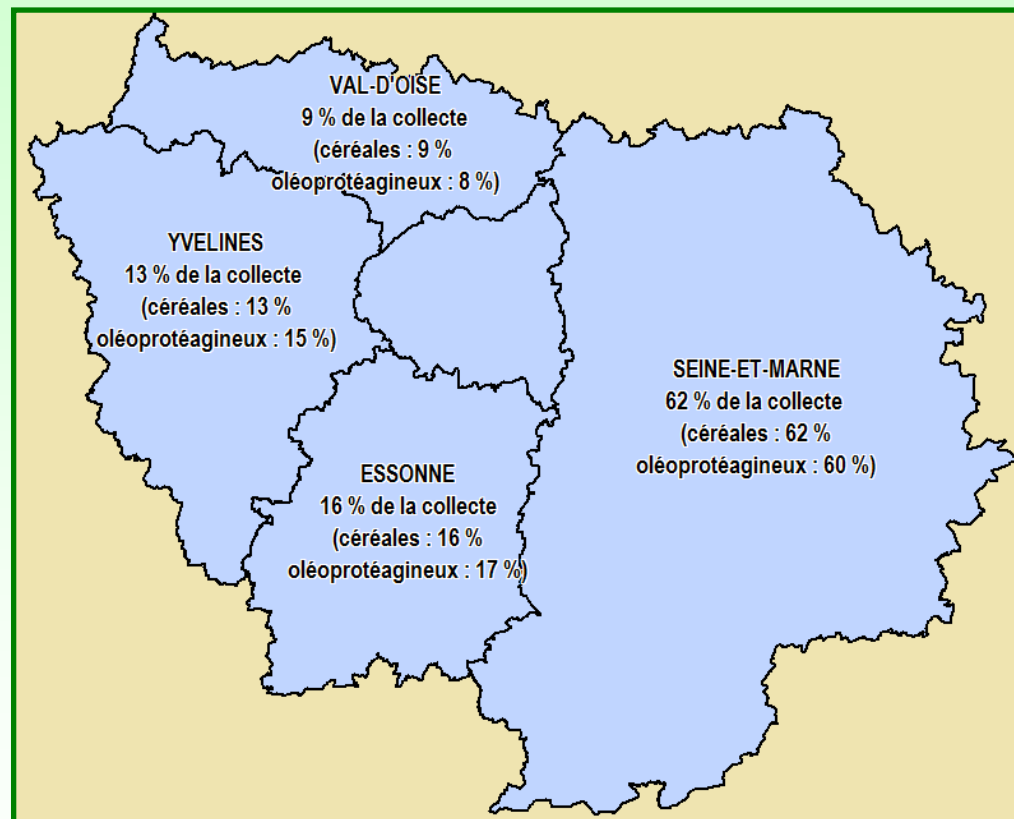 VAL-D'OISE
9 % de la collecte
(céréales : 9 %
oléoprotéagineux : 8 %)
YVELINES
13 % de la collecte
(céréales : 13 %
oléoprotéagineux : 15 %)
SEINE-ET-MARNE
62 % de la collecte
(céréales : 62 %
oléoprotéagineux : 60 %)
ESSONNE
16 % de la collecte
(céréales : 16 %
oléoprotéagineux : 17 %)